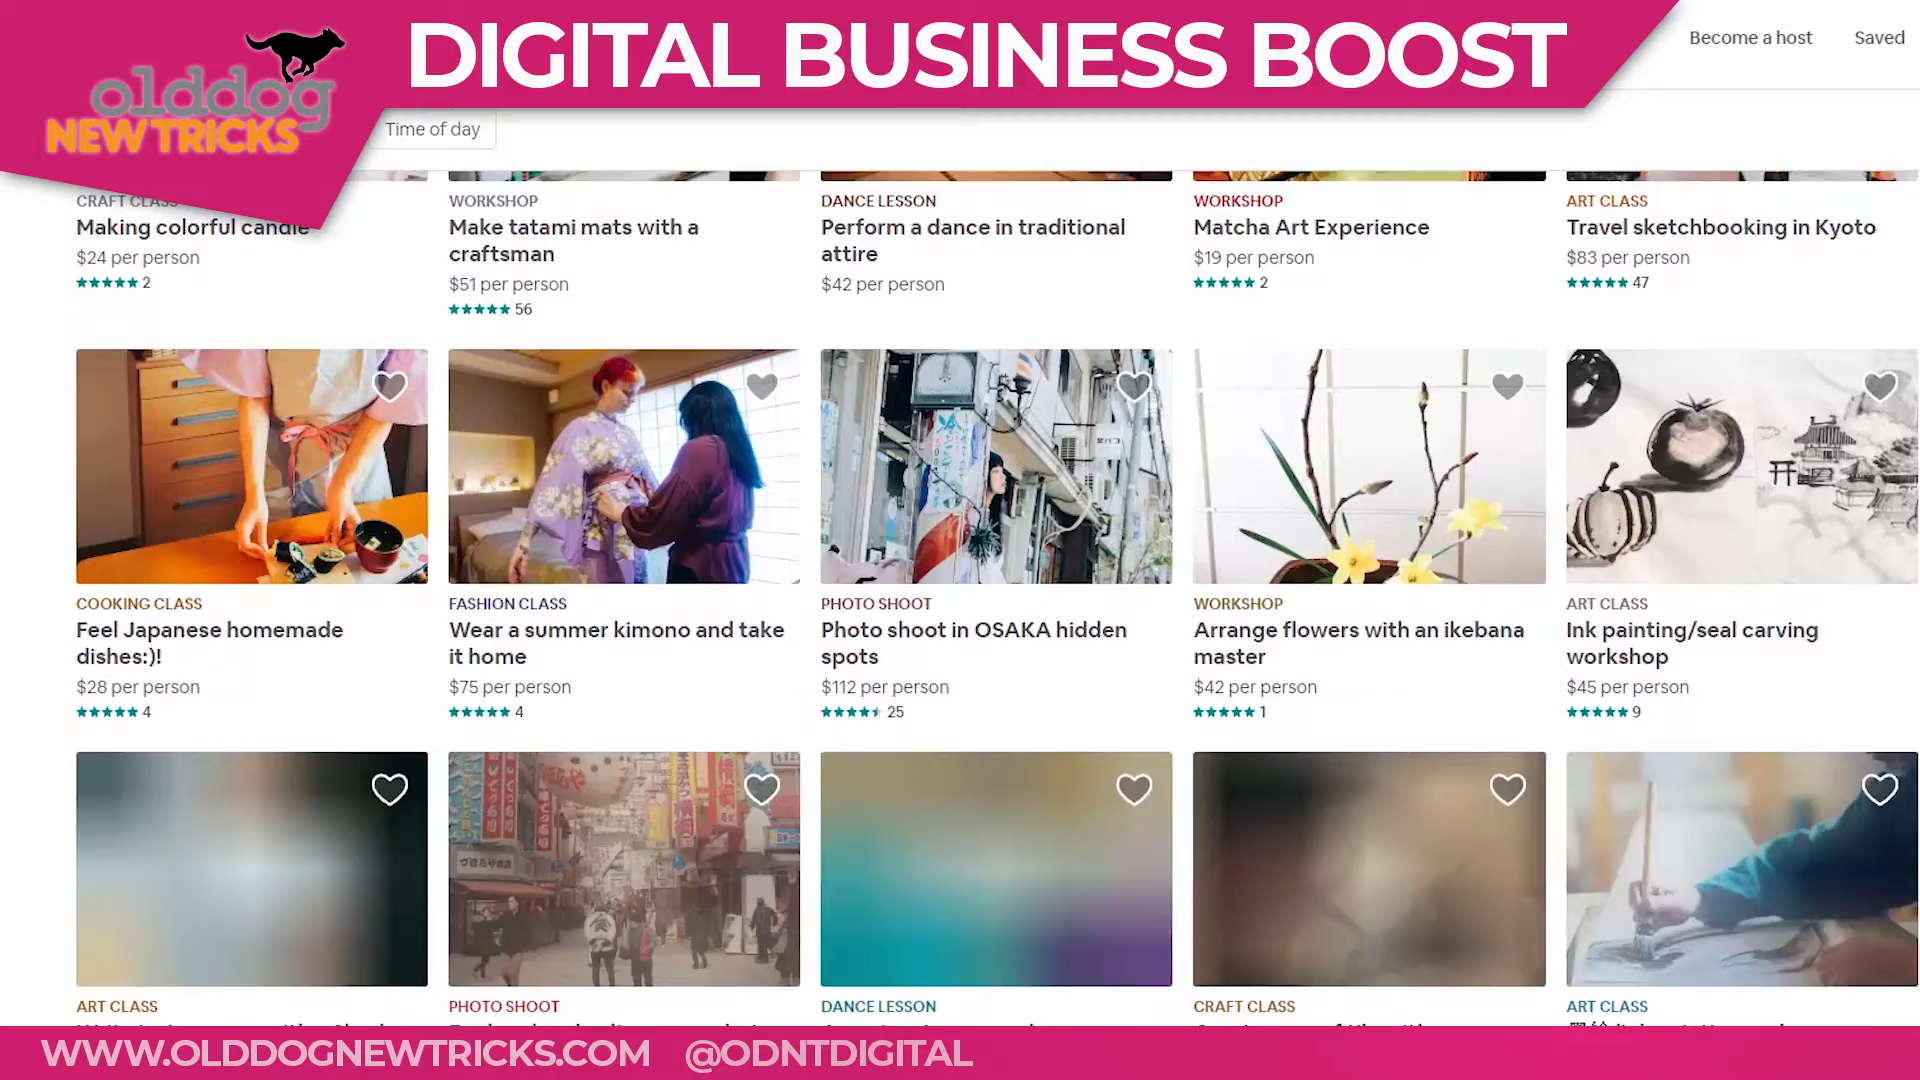 DIGITAL BUSINESS BOOST
Become a host
Saved
olddog
NEW TRICKS
Time of day
CRAFT CLASS
Making colorful candle
$24 per person
2
WORKSHOP
Make tatami mats with a
craftsman
$51 per person
56
DANCE LESSON
Perform a dance in traditional
attire
$42 per person
WORKSHOP
Matcha Art Experience
$19 per person
2
ART CLASS
Travel sketchbooking in Kyoto
$83 per person
47
COOKING CLASS
Feel Japanese homemade
dishes:)!
$28 per person
4
FASHION CLASS
Wear a summer kimono and take
it home
$75 per person
4
PHOTO SHOOT
Photo shoot in OSAKA hidden
spots
$112 per person
25
WORKSHOP
Arrange flowers with an ikebana
master
$42 per person
1
ART CLASS
Ink painting/seal carving
workshop
$45 per person
9
ART CLASS
PHOTO SHOOT
DANCE LESSON
CRAFT CLASS
ART CLASS
WWW.OLDDOGNEWTRICKS.COM
@ODNTDIGITAL